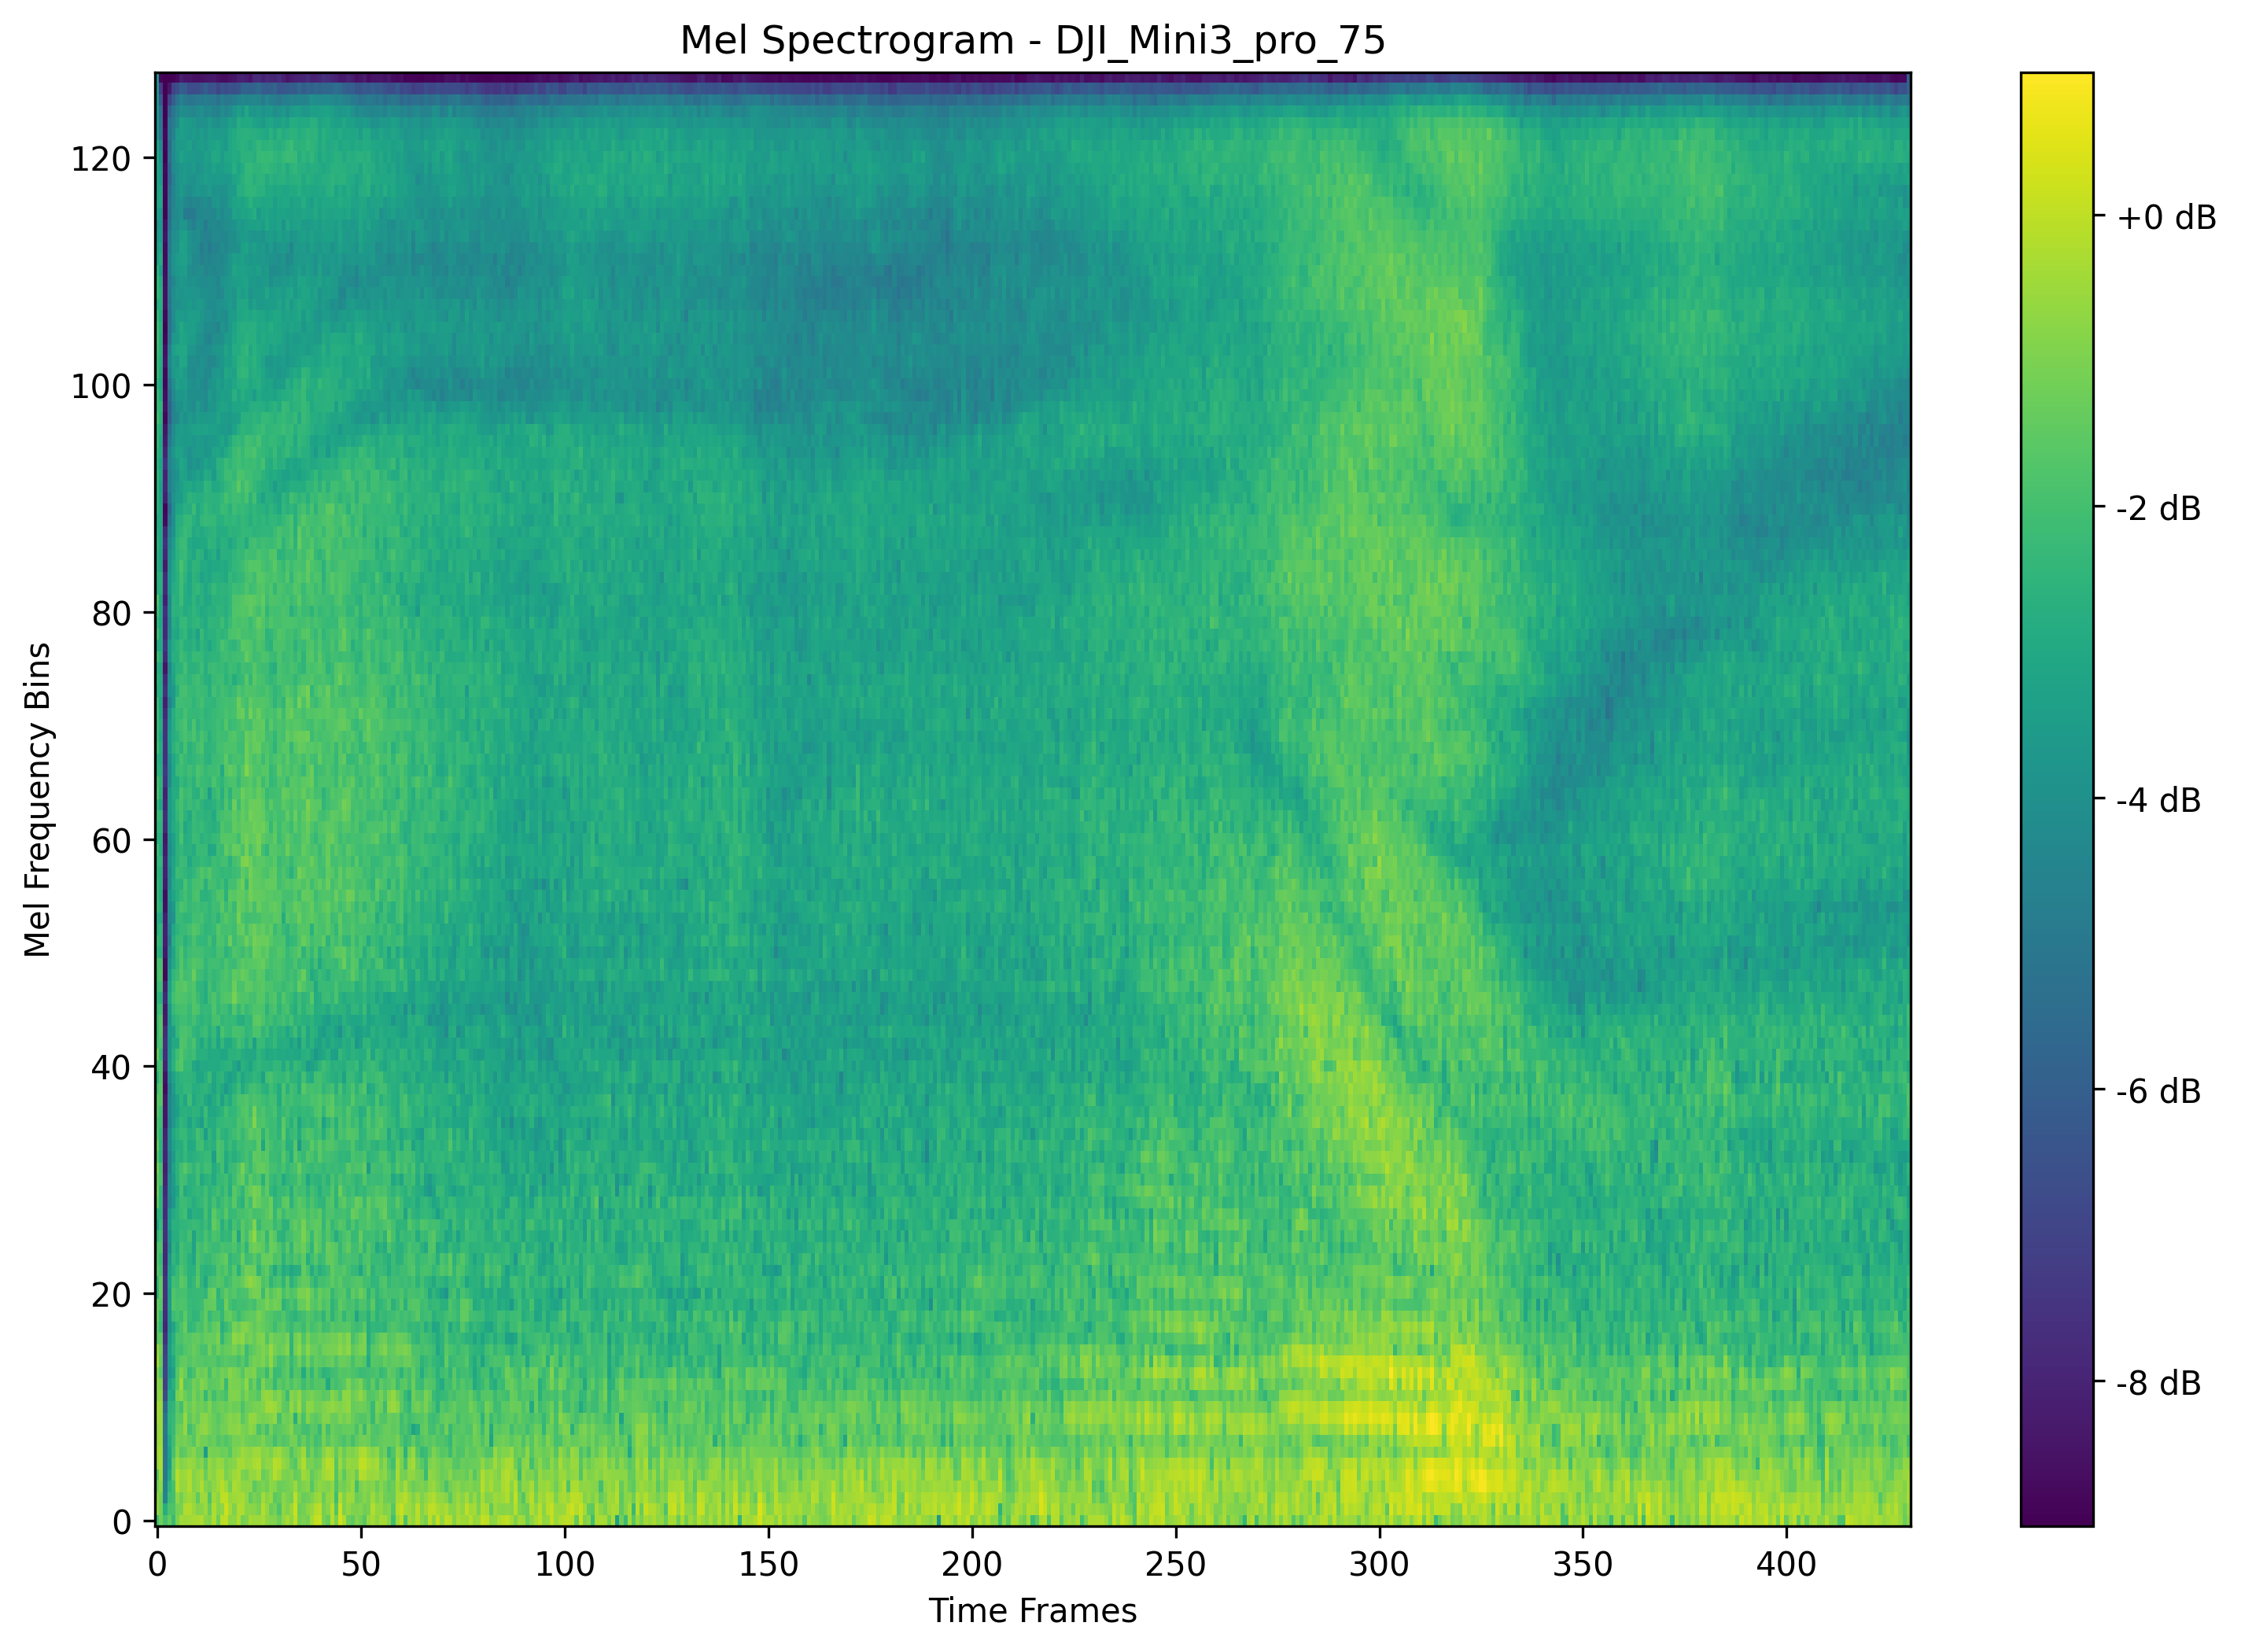 Mel Spectrogram - DJI_Mini3_pro_75
120
100
80
60
40
20
0
Mel Frequency Bins
0 50 100 150 200 250 300 350 400
Time Frames
+0 dB
-2 dB
-4 dB
-6 dB
-8 dB